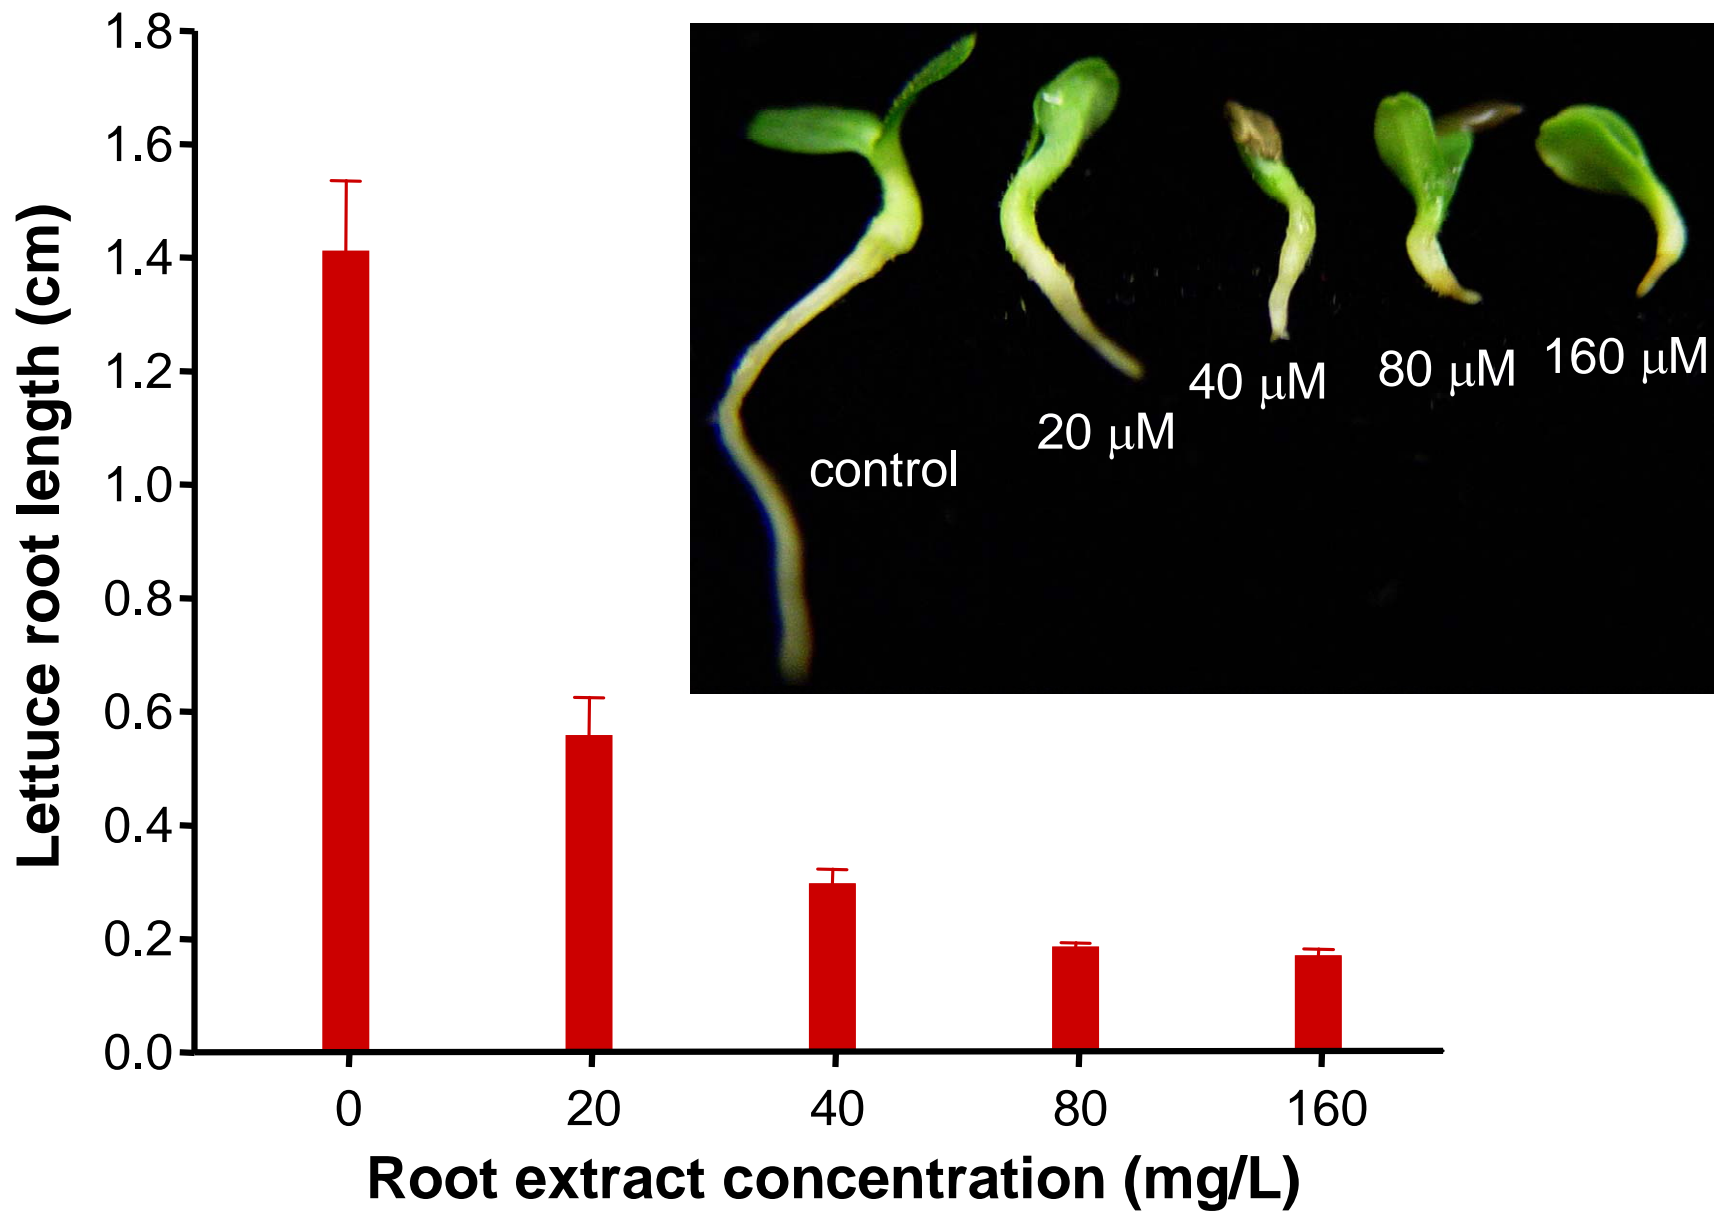 Lettuce root length (cm)
1.8
1.6
1.4
1.2
1.0
0.8
0.6
0.4
0.2
0.0
control
20 μM
40 μM
80 μM
160 μM
0 20 40 80 160
Root extract concentration (mg/L)